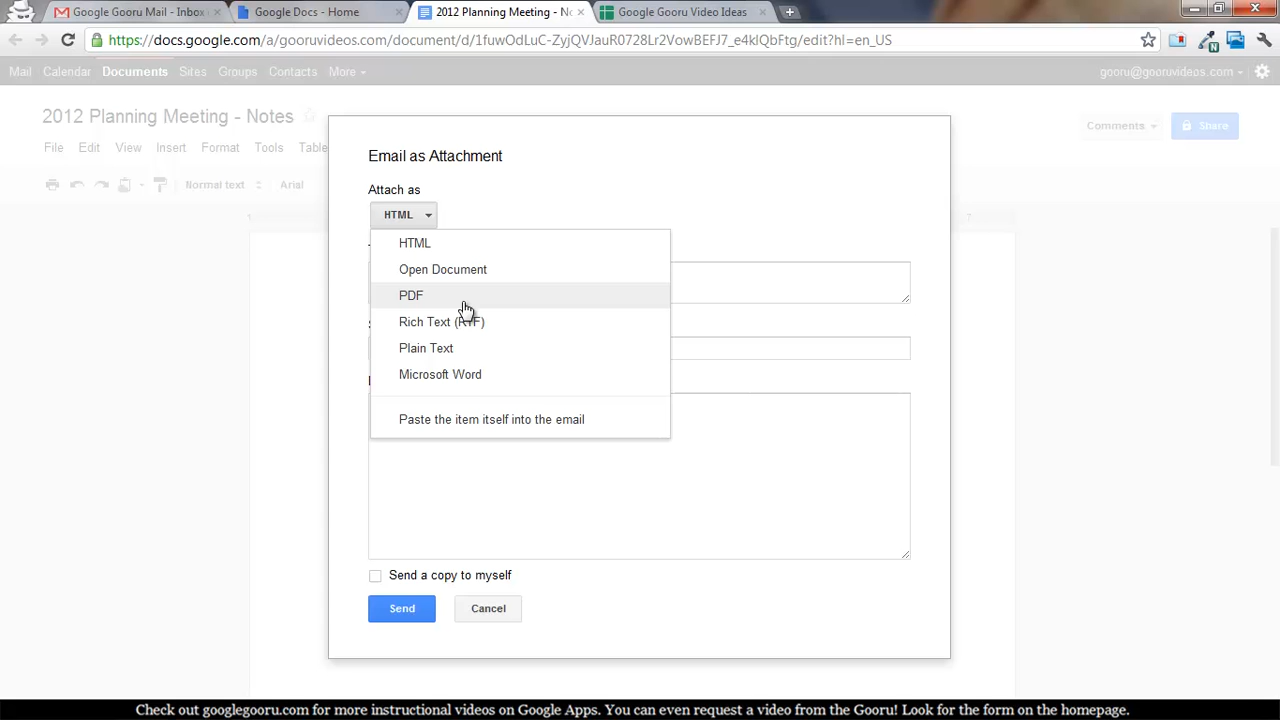 Google Gooru Mail - Inbox
Google Docs - Home
2012 Planning Meeting - No
Google Gooru Video Ideas
https://docs.google.com/a/gooruvideos.com/document/d/1fuwOdLuC-ZyjQVJauR0728Lr2VowBEFJ7_e4kIQbFtg/edit?hl=en_US
Mail Calendar Documents Sites Groups Contacts More
gooru@gooruvideos.com
2012 Planning Meeting - Notes
Comments
Share
File Edit View Insert Format Tools Table
Normal text Arial
Email as Attachment
Attach as
HTML
HTML
Open Document
PDF
Rich Text (RTF)
Plain Text
Microsoft Word
Paste the item itself into the email
Send a copy to myself
Send Cancel
Check out googlegooru.com for more instructional videos on Google Apps. You can even request a video from the Gooru! Look for the form on the homepage.